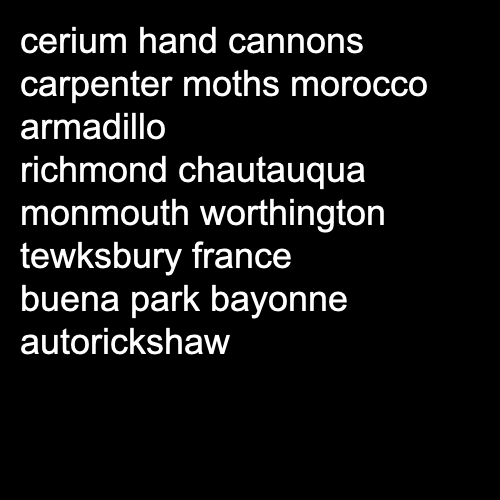 cerium hand cannons
carpenter moths morocco
armadillo
richmond chautauqua
monmouth worthington
tewksbury france
buena park bayonne
autorickshaw